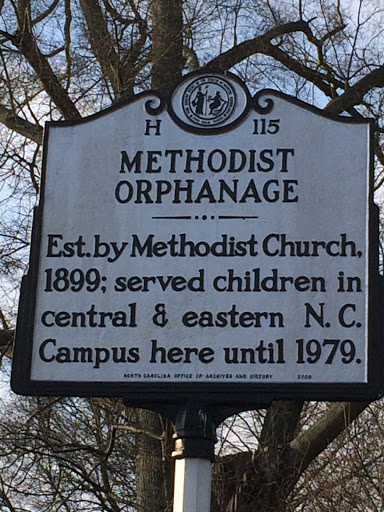 H 115
METHODIST
ORPHANAGE
Est. by Methodist Church,
1899; served children in
central & eastern N. C.
Campus here until 1979.
NORTH CAROLINA OFFICE OF ARCHIVES AND HISTORY 2009